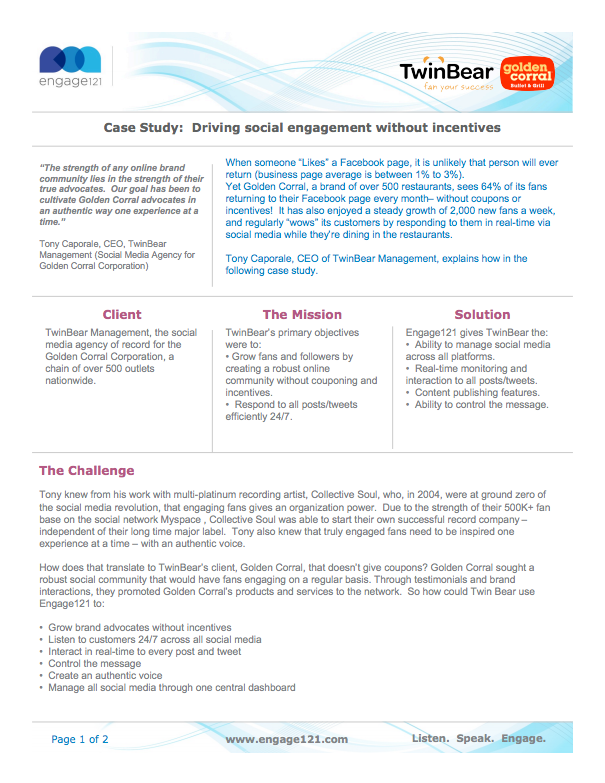 engage121
TwinBear
fan your success
golden
corral
Buffet & Grill
Case Study:  Driving social engagement without incentives
"The strength of any online brand
community lies in the strength of their
true advocates.  Our goal has been to
cultivate Golden Corral advocates in
an authentic way one experience at a
time."
Tony Caporale, CEO, TwinBear
Management (Social Media Agency for
Golden Corral Corporation)
When someone "Likes" a Facebook page, it is unlikely that person will ever
return (business page average is between 1% to 3%).
Yet Golden Corral, a brand of over 500 restaurants, sees 64% of its fans
returning to their Facebook page every month– without coupons or
incentives!  It has also enjoyed a steady growth of 2,000 new fans a week,
and regularly "wows" its customers by responding to them in real-time via
social media while they're dining in the restaurants.
Tony Caporale, CEO of TwinBear Management, explains how in the
following case study.
Client
TwinBear Management, the social
media agency of record for the
Golden Corral Corporation, a
chain of over 500 outlets
nationwide.
The Mission
TwinBear's primary objectives
were to:
• Grow fans and followers by
creating a robust online
community without couponing and
incentives.
•  Respond to all posts/tweets
efficiently 24/7.
Solution
Engage121 gives TwinBear the:
•  Ability to manage social media
across all platforms.
•  Real-time monitoring and
interaction to all posts/tweets.
•  Content publishing features.
•  Ability to control the message.
The Challenge
Tony knew from his work with multi-platinum recording artist, Collective Soul, who, in 2004, were at ground zero of
the social media revolution, that engaging fans gives an organization power.  Due to the strength of their 500K+ fan
base on the social network Myspace , Collective Soul was able to start their own successful record company –
independent of their long time major label.  Tony also knew that truly engaged fans need to be inspired one
experience at a time – with an authentic voice.
How does that translate to TwinBear's client, Golden Corral, that doesn't give coupons? Golden Corral sought a
robust social community that would have fans engaging on a regular basis. Through testimonials and brand
interactions, they promoted Golden Corral's products and services to the network.  So how could Twin Bear use
Engage121 to:
•  Grow brand advocates without incentives
•  Listen to customers 24/7 across all social media
•  Interact in real-time to every post and tweet
•  Control the message
•  Create an authentic voice
•  Manage all social media through one central dashboard
Page 1 of 2
www.engage121.com
Listen.  Speak.  Engage.